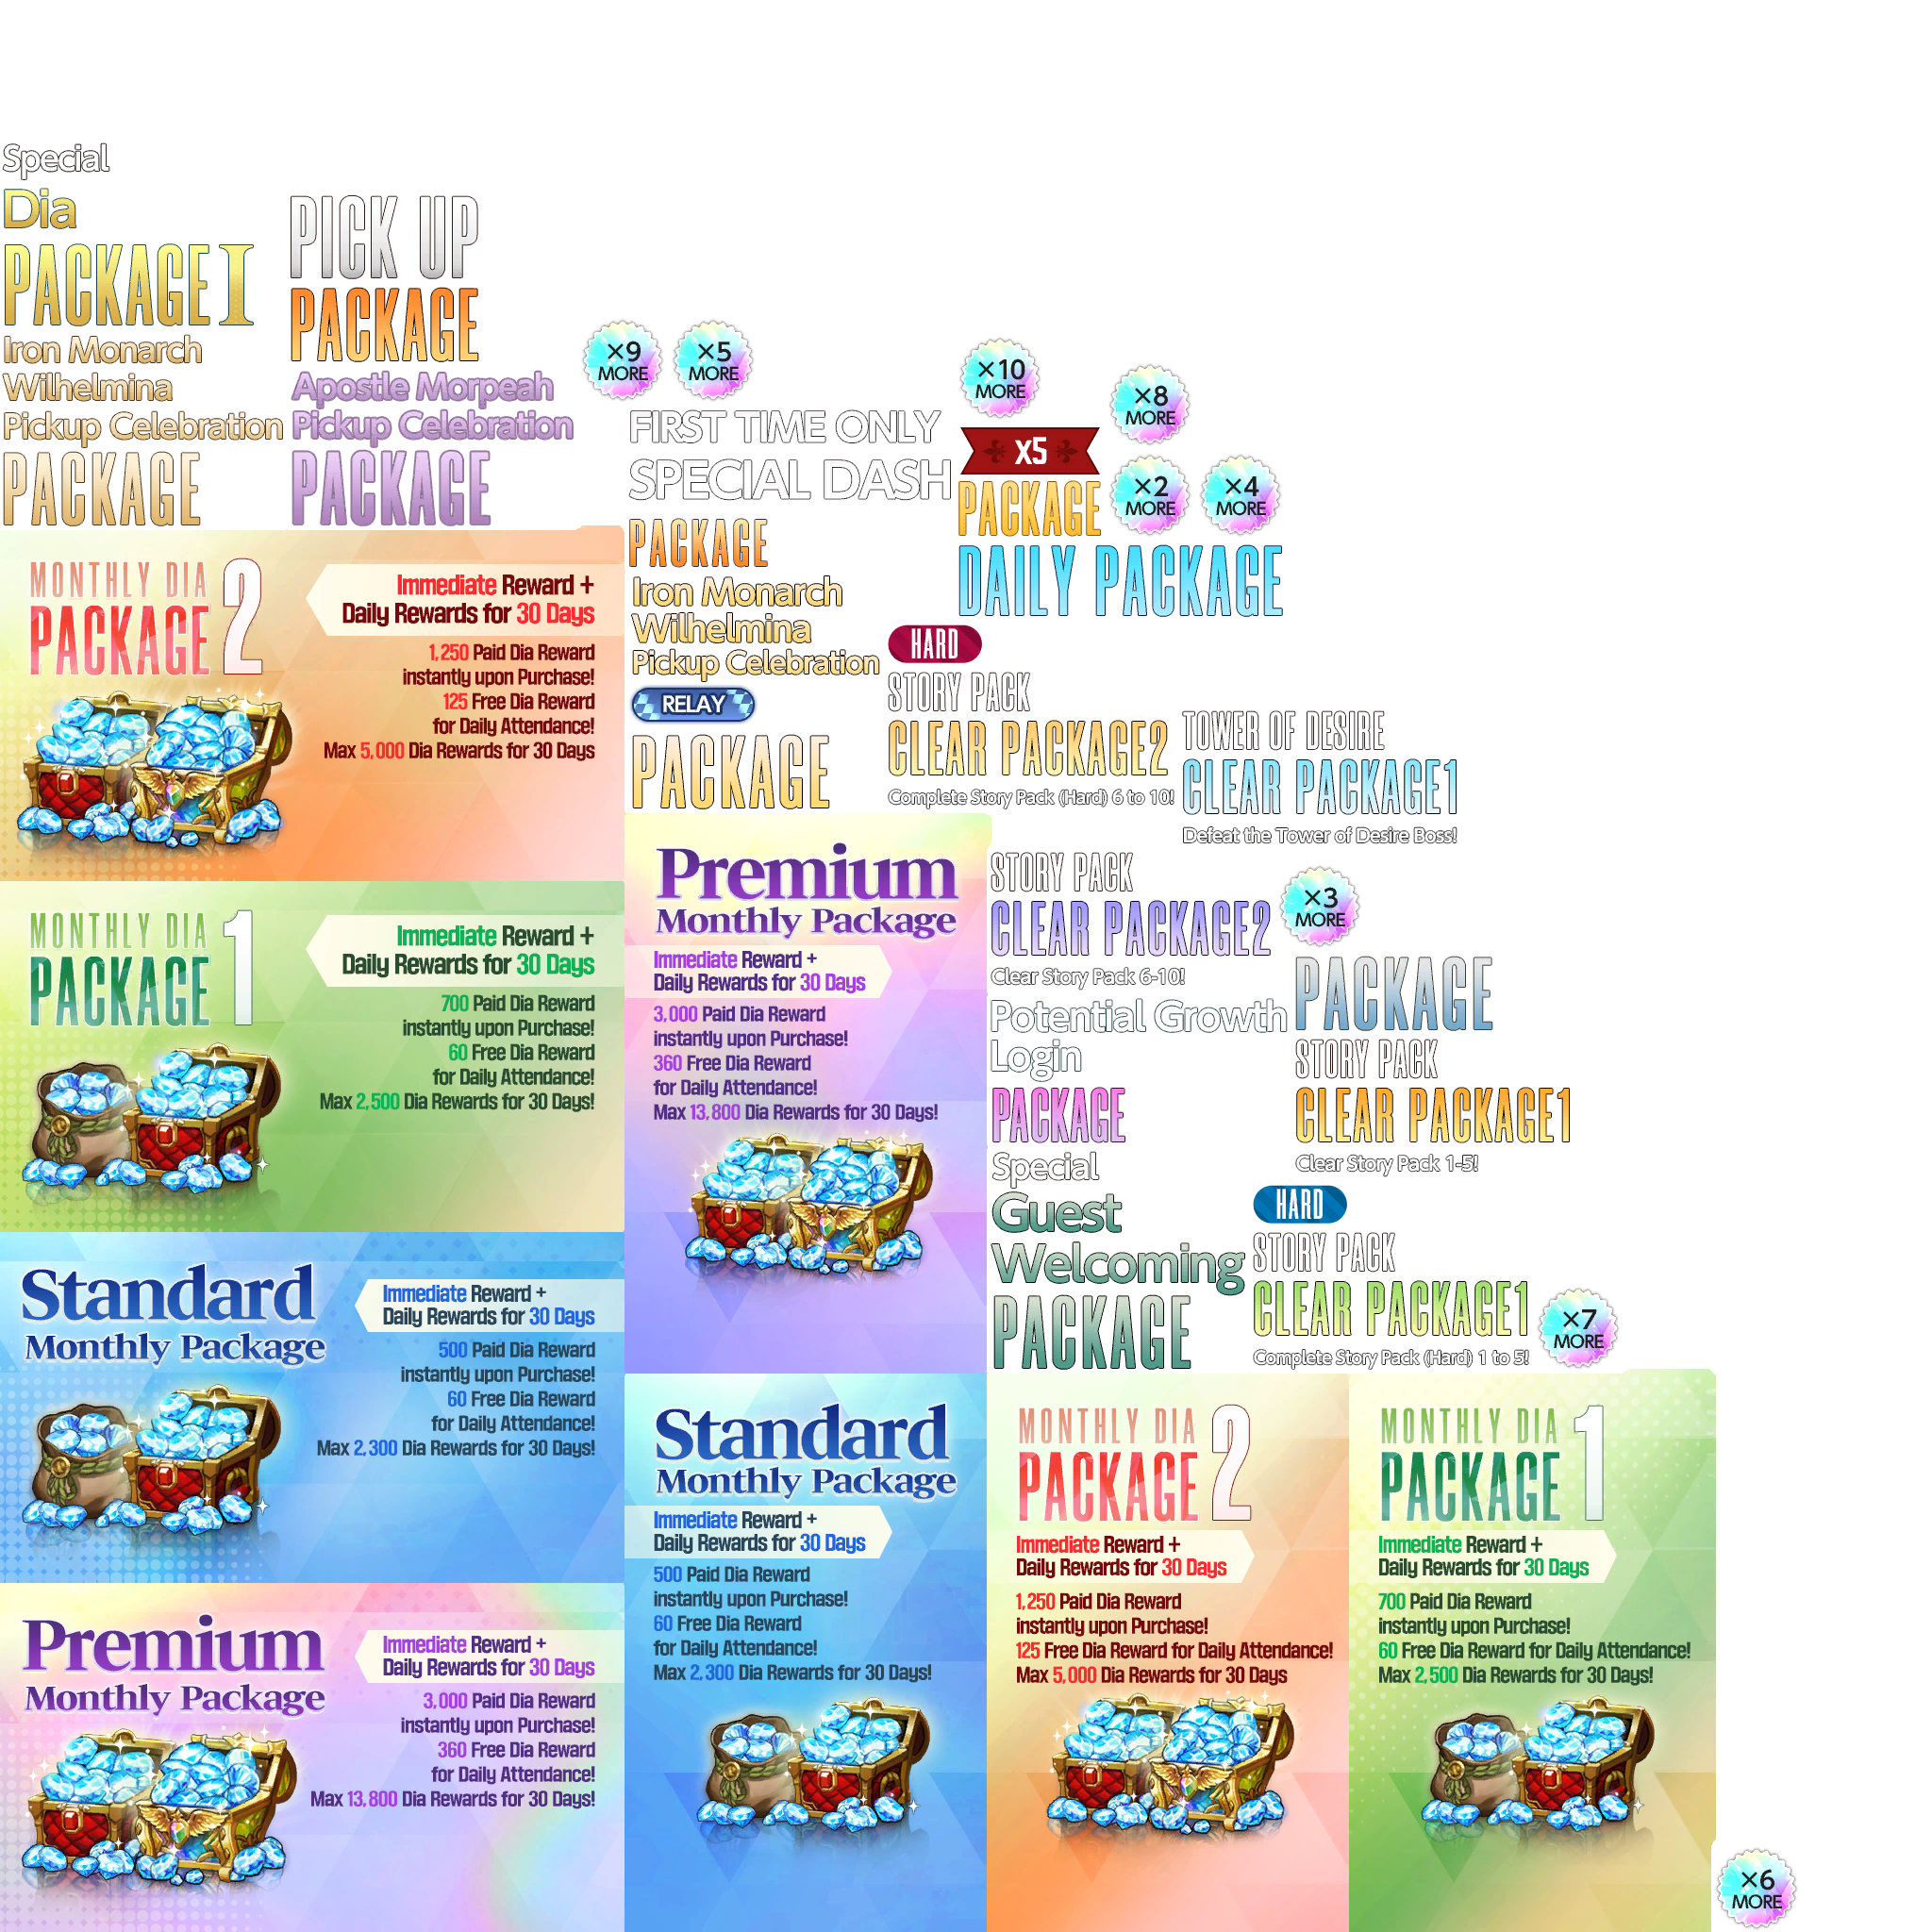 Special
Dia
PACKAGE I
Iron Monarch
Wilhelmina
Pickup Celebration
PACKAGE
PICK UP
PACKAGE
Apostle Morpeah
Pickup Celebration
PACKAGE
×9
MORE
×5
MORE
FIRST TIME ONLY
SPECIAL DASH
PACKAGE
Iron Monarch
Wilhelmina
Pickup Celebration
RELAY
PACKAGE
×10
MORE
×8
MORE
X5
PACKAGE
×2
MORE
×4
MORE
DAILY PACKAGE
HARD
STORY PACK
CLEAR PACKAGE2
Complete Story Pack (Hard) 6 to 10!
TOWER OF DESIRE
CLEAR PACKAGE1
Defeat the Tower of Desire Boss!
MONTHLY DIA
PACKAGE 2
Immediate Reward +
Daily Rewards for 30 Days
1,250 Paid Dia Reward
instantly upon Purchase!
125 Free Dia Reward
for Daily Attendance!
Max 5,000 Dia Rewards for 30 Days
MONTHLY DIA
PACKAGE 1
Immediate Reward +
Daily Rewards for 30 Days
700 Paid Dia Reward
instantly upon Purchase!
60 Free Dia Reward
for Daily Attendance!
Max 2,500 Dia Rewards for 30 Days!
Standard
Monthly Package
Immediate Reward +
Daily Rewards for 30 Days
500 Paid Dia Reward
instantly upon Purchase!
60 Free Dia Reward
for Daily Attendance!
Max 2,300 Dia Rewards for 30 Days!
Premium
Monthly Package
Immediate Reward +
Daily Rewards for 30 Days
3,000 Paid Dia Reward
instantly upon Purchase!
360 Free Dia Reward
for Daily Attendance!
Max 13,800 Dia Rewards for 30 Days!
Premium
Monthly Package
Immediate Reward +
Daily Rewards for 30 Days
3,000 Paid Dia Reward
instantly upon Purchase!
360 Free Dia Reward
for Daily Attendance!
Max 13,800 Dia Rewards for 30 Days!
STORY PACK
CLEAR PACKAGE2
Clear Story Pack 6-10!
×3
MORE
Potential Growth
Login
PACKAGE
PACKAGE
STORY PACK
CLEAR PACKAGE1
Clear Story Pack 1-5!
Special
Guest
Welcoming
PACKAGE
HARD
STORY PACK
CLEAR PACKAGE1
Complete Story Pack (Hard) 1 to 5!
×7
MORE
Standard
Monthly Package
Immediate Reward +
Daily Rewards for 30 Days
500 Paid Dia Reward
instantly upon Purchase!
60 Free Dia Reward
for Daily Attendance!
Max 2,300 Dia Rewards for 30 Days!
MONTHLY DIA
PACKAGE 2
Immediate Reward +
Daily Rewards for 30 Days
1,250 Paid Dia Reward
instantly upon Purchase!
125 Free Dia Reward for Daily Attendance!
Max 5,000 Dia Rewards for 30 Days
MONTHLY DIA
PACKAGE 1
Immediate Reward +
Daily Rewards for 30 Days
700 Paid Dia Reward
instantly upon Purchase!
60 Free Dia Reward for Daily Attendance!
Max 2,500 Dia Rewards for 30 Days!
×6
MORE